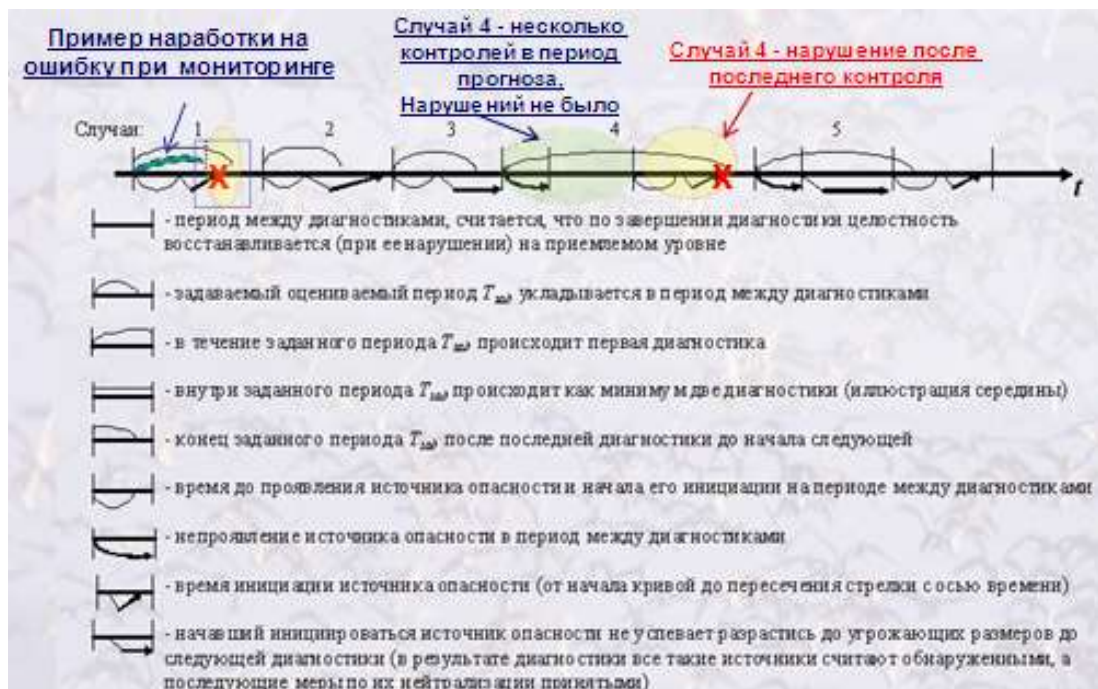 Пример наработки на
ошибку при мониторинге
Случай 4 - несколько
контролей в период
прогноза.
Нарушений не было
Случай 4 - нарушение после
последнего контроля
Случаи: 1 2 3 4 5
t
- период между диагностиками, считается, что по завершении диагностики целостность
восстанавливается (при ее нарушении) на приемлемом уровне
- задаваемый оцениваемый период Tзад, укладывается в период между диагностиками
- в течение заданного периода Tзад, происходит первая диагностика
- внутри заданного периода Tзад происходит как минимум две диагностики (иллюстрация середины)
- конец заданного периода Tзад, после последней диагностики до начала следующей
- время до проявления источника опасности и начала его инициации на периоде между диагностиками
- непроявление источника опасности в период между диагностиками
- время инициации источника опасности (от начала кривой до пересечения стрелки с осью времени)
- начавший инициироваться источник опасности не успевает разрастись до угрожающих размеров до
следующей диагностики (в результате диагностики все такие источники считают обнаруженными, а
последующие меры по их нейтрализации принятыми)